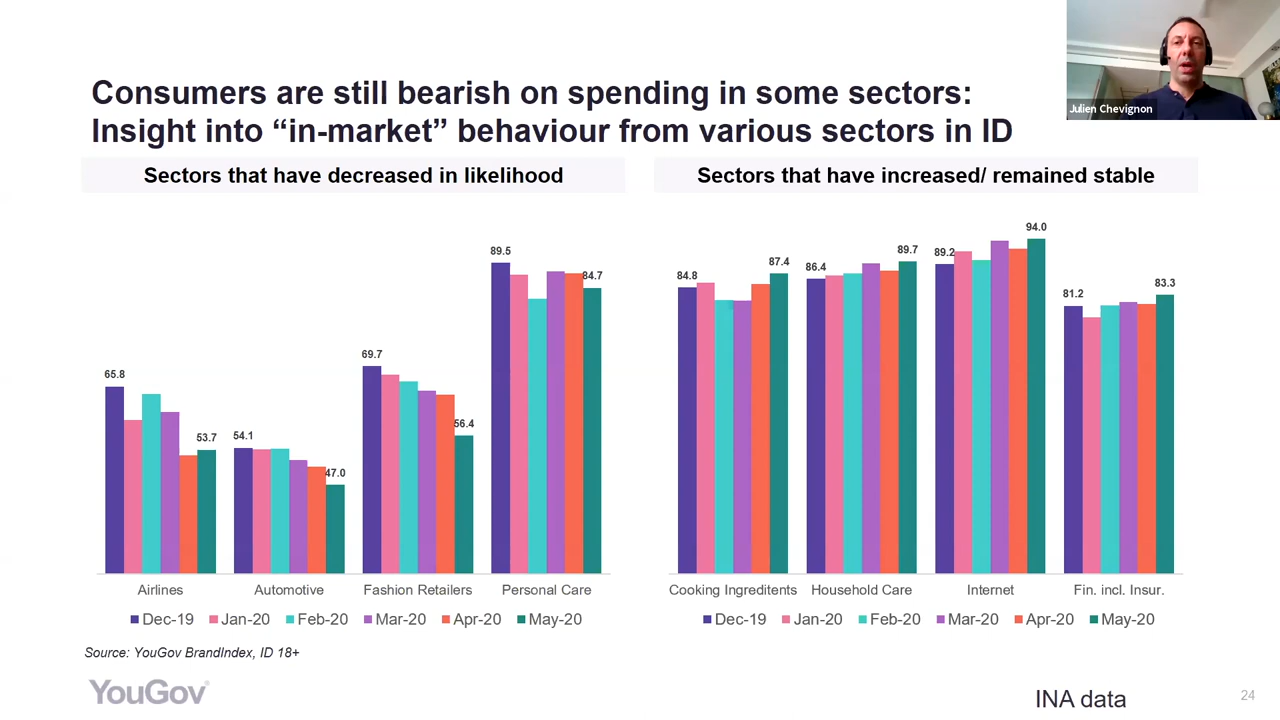 Julien Chevignon
Consumers are still bearish on spending in some sectors:
Insight into “in-market” behaviour from various sectors in ID
Sectors that have decreased in likelihood
65.8
53.7
54.1
47.0
69.7
56.4
89.5
84.7
Airlines
Automotive
Fashion Retailers
Personal Care
Dec-19 Jan-20 Feb-20 Mar-20 Apr-20 May-20
Sectors that have increased/ remained stable
84.8
87.4
86.4
89.7
89.2
94.0
81.2
83.3
Cooking Ingreditents
Household Care
Internet
Fin. incl. Insur.
Dec-19 Jan-20 Feb-20 Mar-20 Apr-20 May-20
Source: YouGov BrandIndex, ID 18+
YouGov®
INA data
24